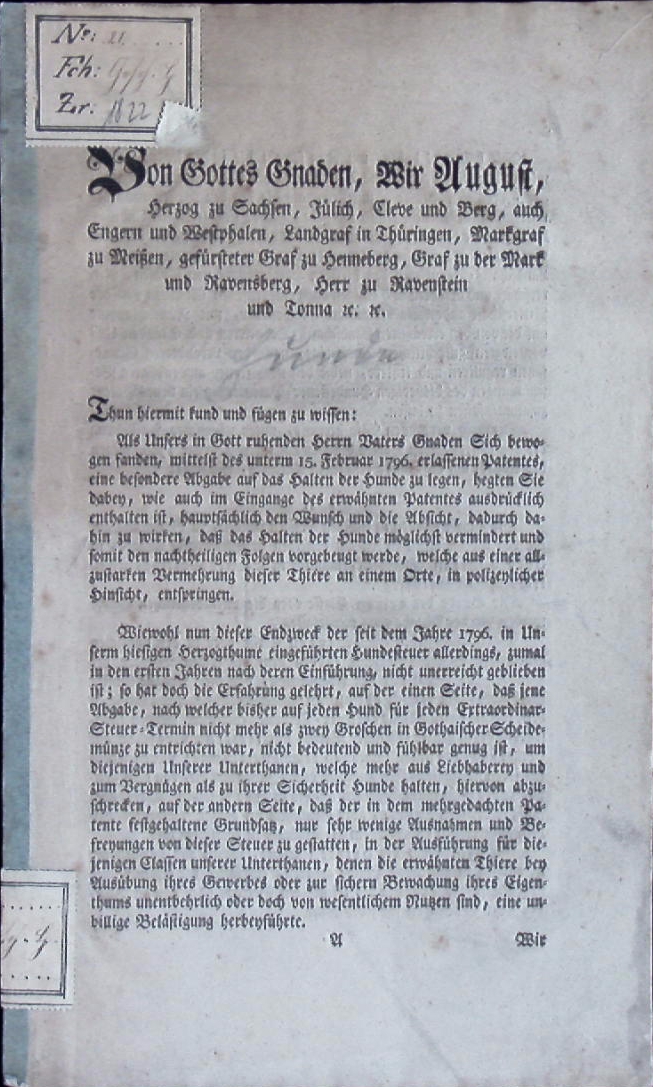 No:
Fch:
Zr: 1822
Von Gottes Gnaden, Wir August,
Herzog zu Sachsen, Jülich, Cleve und Berg, auch
Engern und Westphalen, Landgraf in Thüringen, Markgraf
zu Meißen, gefürsteter Graf zu Henneberg, Graf zu der Mark
und Ravensberg, Herr zu Ravenstein
und Tonna ꝛc. ꝛc.
Thun hiermit kund und fügen zu wissen:
Als Unsers in Gott ruhenden Herrn Vaters Gnaden Sich bewo-
gen fanden, mittelst des unterm 15. Februar 1796. erlassenen Patentes,
eine besondere Abgabe auf das Halten der Hunde zu legen, hegten Sie
dabey, wie auch im Eingange des erwähnten Patentes ausdrücklich
enthalten ist, hauptsächlich den Wunsch und die Absicht, dadurch da-
hin zu wirken, daß das Halten der Hunde möglichst vermindert und
somit den nachtheiligen Folgen vorgebeugt werde, welche aus einer all-
zustarken Vermehrung dieser Thiere an einem Orte, in polizeylicher
Hinsicht, entspringen.
Wiewohl nun dieser Endzweck der seit dem Jahre 1796. in Un-
serm hiesigen Herzogthume eingeführten Hundesteuer allerdings, zumal
in den ersten Jahren nach deren Einführung, nicht unerreicht geblieben
ist; so hat doch die Erfahrung gelehrt, auf der einen Seite, daß jene
Abgabe, nach welcher bisher auf jeden Hund für jeden Extraordinar-
Steuer-Termin nicht mehr als zwey Groschen in Gothaischer Scheide-
münze zu entrichten war, nicht bedeutend und fühlbar genug ist, um
diejenigen Unserer Unterthanen, welche mehr aus Liebhaberey und
zum Vergnügen als zu ihrer Sicherheit Hunde halten, hiervon abzu-
schrecken, auf der andern Seite, daß der in dem mehrgedachten Pa-
tente festgehaltene Grundsatz, nur sehr wenige Ausnahmen und Be-
freyungen von dieser Steuer zu gestatten, in der Ausführung für die-
jenigen Classen unserer Unterthanen, denen die erwähnten Thiere bey
Ausübung ihres Gewerbes oder zur sichern Bewachung ihres Eigen-
thums unentbehrlich oder doch von wesentlichem Nutzen sind, eine un-
billige Belästigung herbeyführte.
A Wir